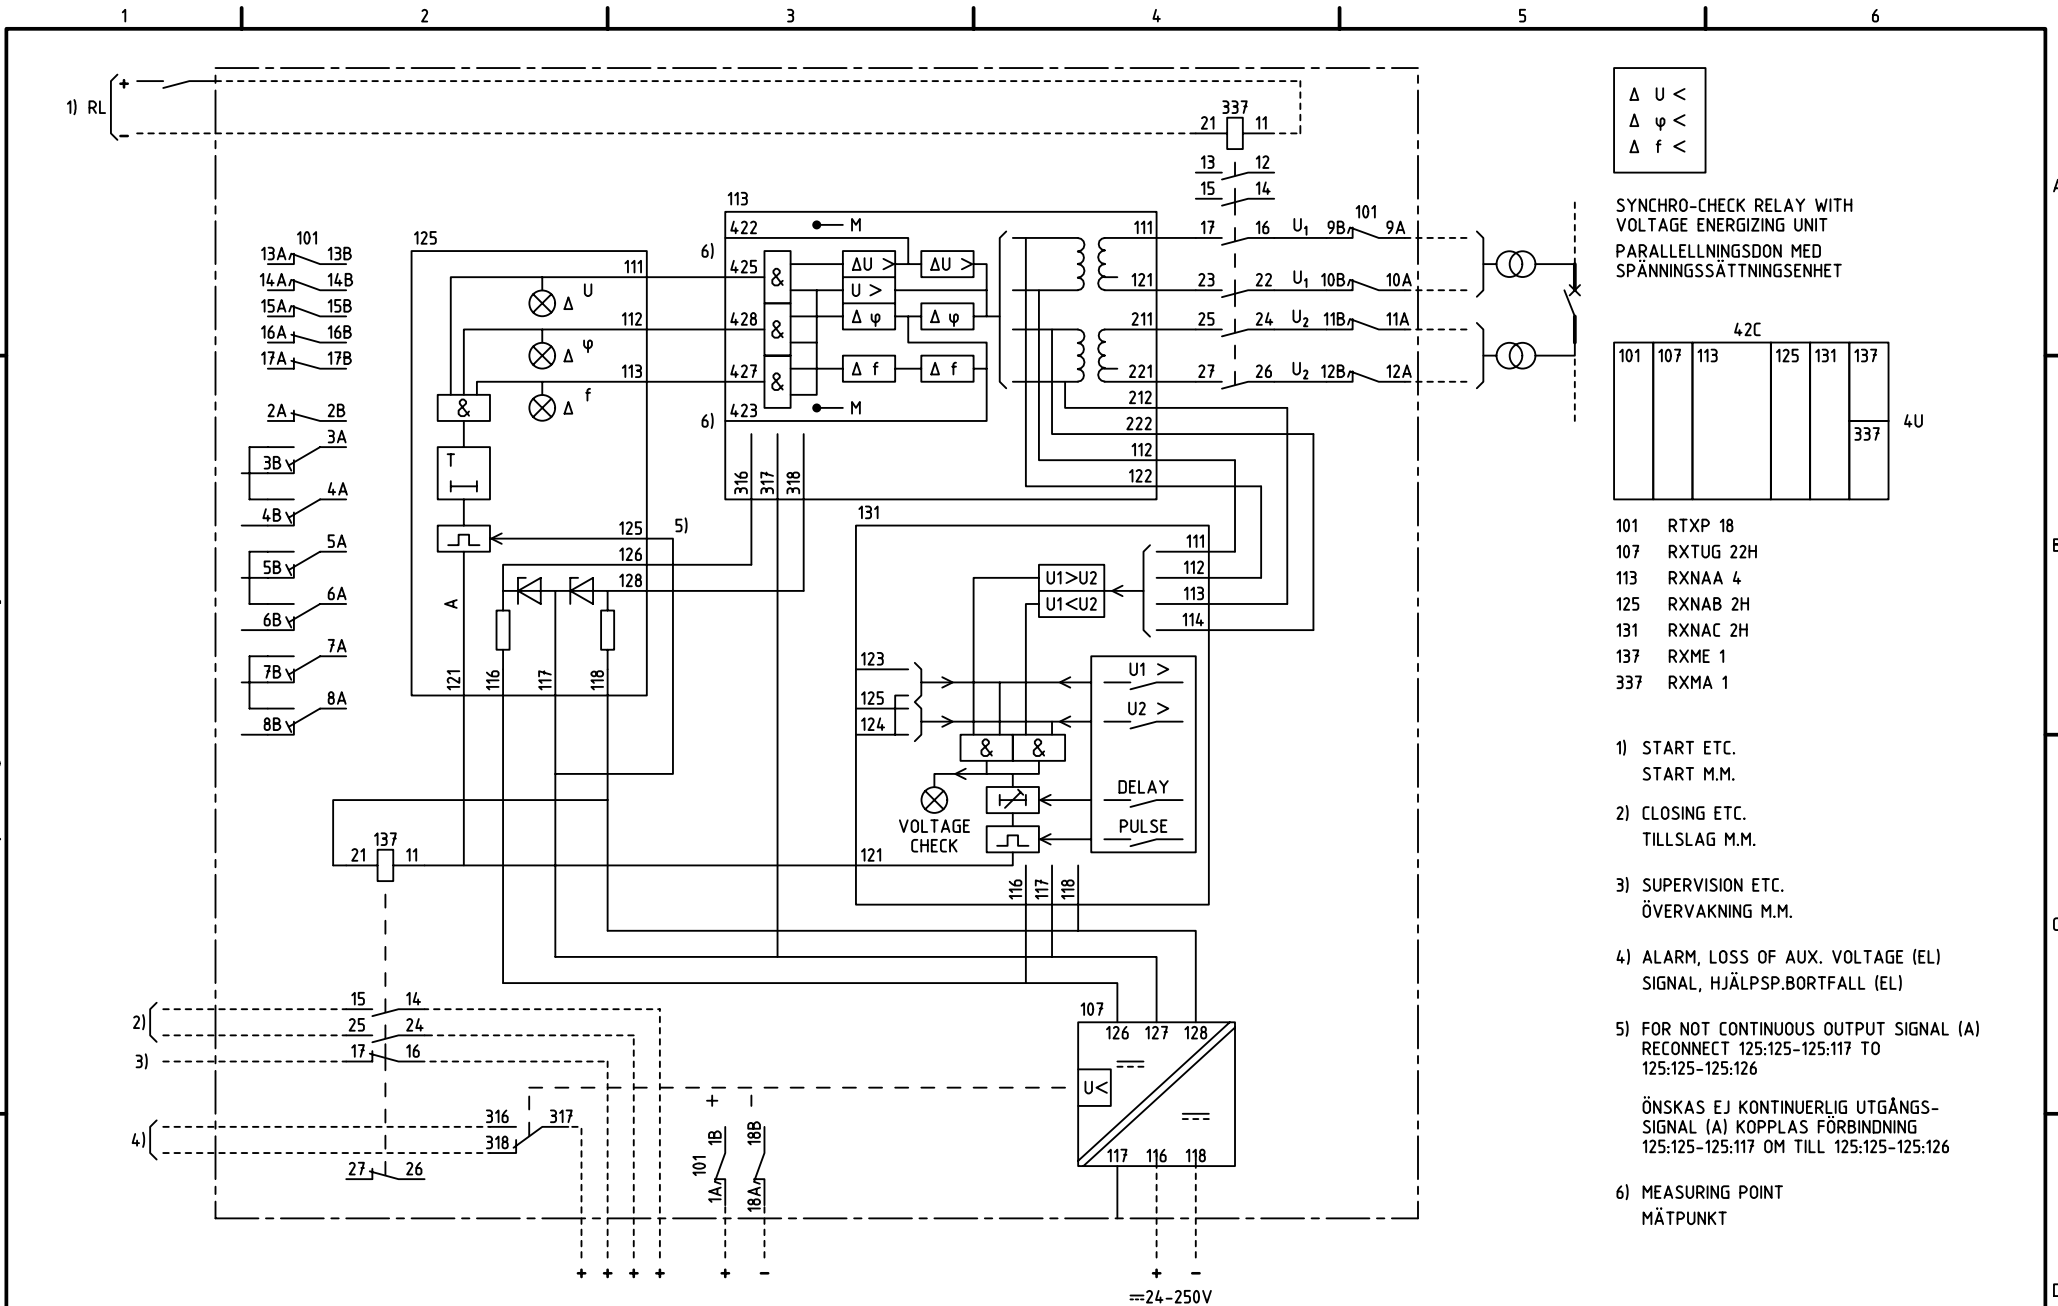 1 2 3 4 5 6
1) RL
+
−
337
21 11
13 12
15 14
113
422 M
6)
425 & ΔU > ΔU > 111 17 16 U1 9B 101 9A
U >
121 23 22 U1 10B 10A
428 & Δ φ Δ φ 211 25 24 U2 11B 11A
427 & Δ f Δ f 221 27 26 U2 12B 12A
6) 423 M
212
222
112
122
316 317 318
101
13A 13B
14A 14B
15A 15B
16A 16B
17A 17B
2A 2B
3A
3B
4A
4B
5A
5B
6A
6B
7A
7B
8A
8B
125
111
Δ U
112
Δ φ
113
Δ f
&
T
125 5)
126
128
A
121 116 117 118
131
111
112
113
114
U1>U2
U1<U2
123
125
124
U1 >
U2 >
& &
DELAY
PULSE
VOLTAGE
CHECK
121
116 117 118
137
21 11
2) 15 14
25 24
3) 17 16
4) 316 317
318
27 26
+ −
101 1B 18B
1A 18A
107
126 127 128
U<
117 116 118
+ + + + + − + −
⎓24-250V
Δ U <
Δ φ <
Δ f <
SYNCHRO-CHECK RELAY WITH
VOLTAGE ENERGIZING UNIT
PARALLELLNINGSDON MED
SPÄNNINGSSÄTTNINGSENHET
42C
101 107 113 125 131 137
337
4U
101 RTXP 18
107 RXTUG 22H
113 RXNAA 4
125 RXNAB 2H
131 RXNAC 2H
137 RXME 1
337 RXMA 1
1) START ETC.
START M.M.
2) CLOSING ETC.
TILLSLAG M.M.
3) SUPERVISION ETC.
ÖVERVAKNING M.M.
4) ALARM, LOSS OF AUX. VOLTAGE (EL)
SIGNAL, HJÄLPSP.BORTFALL (EL)
5) FOR NOT CONTINUOUS OUTPUT SIGNAL (A)
RECONNECT 125:125-125:117 TO
125:125-125:126
ÖNSKAS EJ KONTINUERLIG UTGÅNGS-
SIGNAL (A) KOPPLAS FÖRBINDNING
125:125-125:117 OM TILL 125:125-125:126
6) MEASURING POINT
MÄTPUNKT